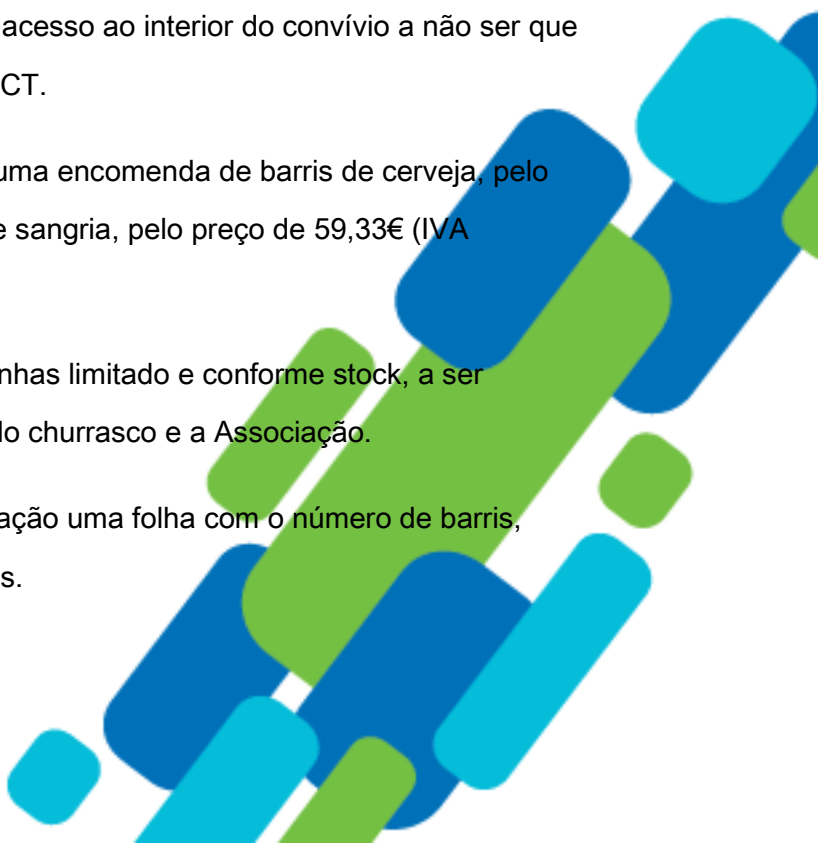 acesso ao interior do convívio a não ser que
CT.
uma encomenda de barris de cerveja, pelo
e sangria, pelo preço de 59,33€ (IVA
nhas limitado e conforme stock, a ser
do churrasco e a Associação.
ação uma folha com o número de barris,
s.